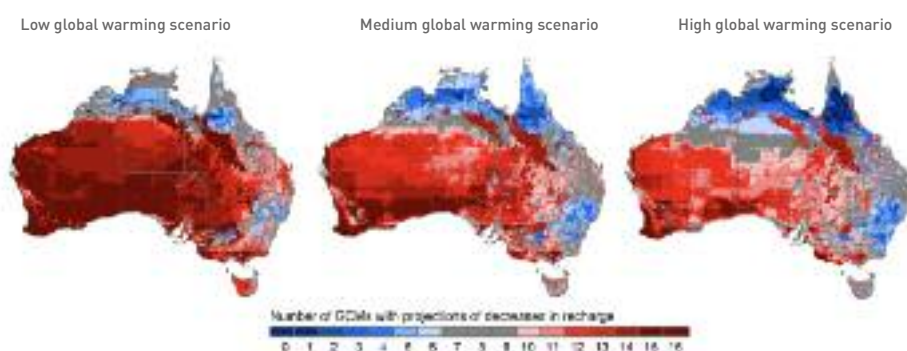 Low global warming scenario
Medium global warming scenario
High global warming scenario
Number of GCMs with projections of decreases in recharge
0 1 2 3 4 5 6 7 8 9 10 11 12 13 14 15 16